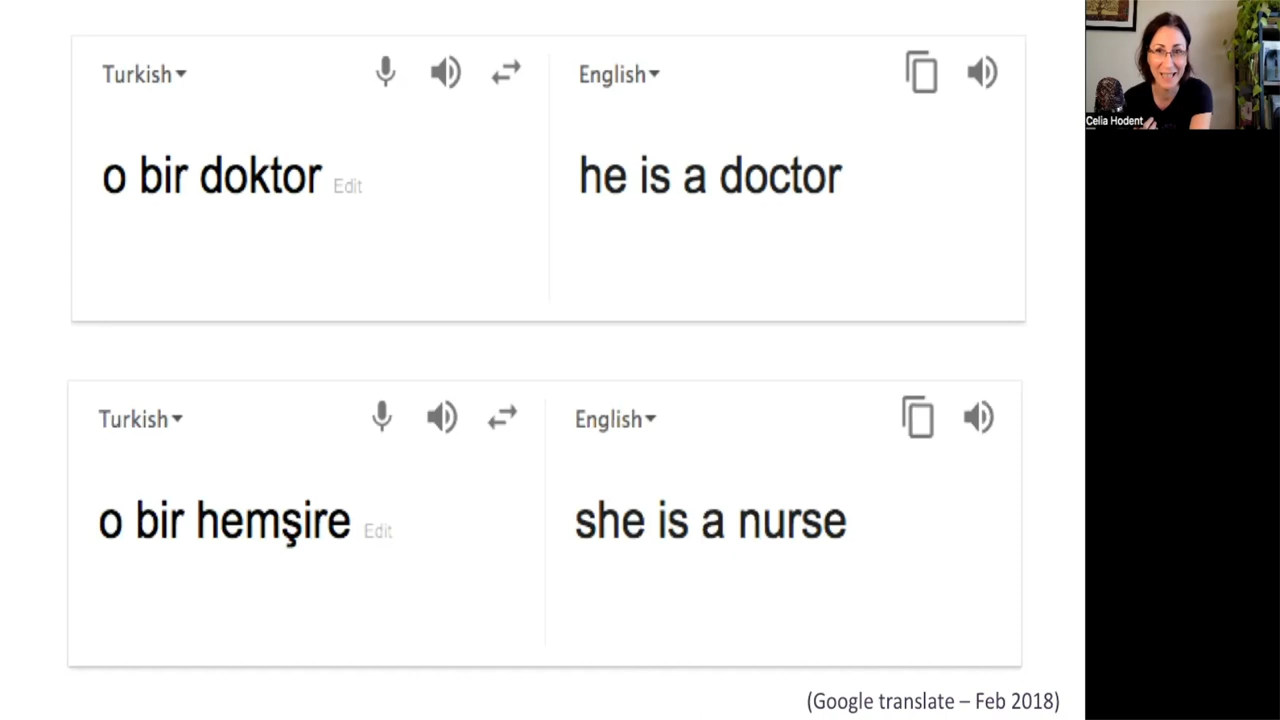 Turkish English
o bir doktor Edit he is a doctor
Turkish English
o bir hemşire Edit she is a nurse
(Google translate – Feb 2018)
Celia Hodent